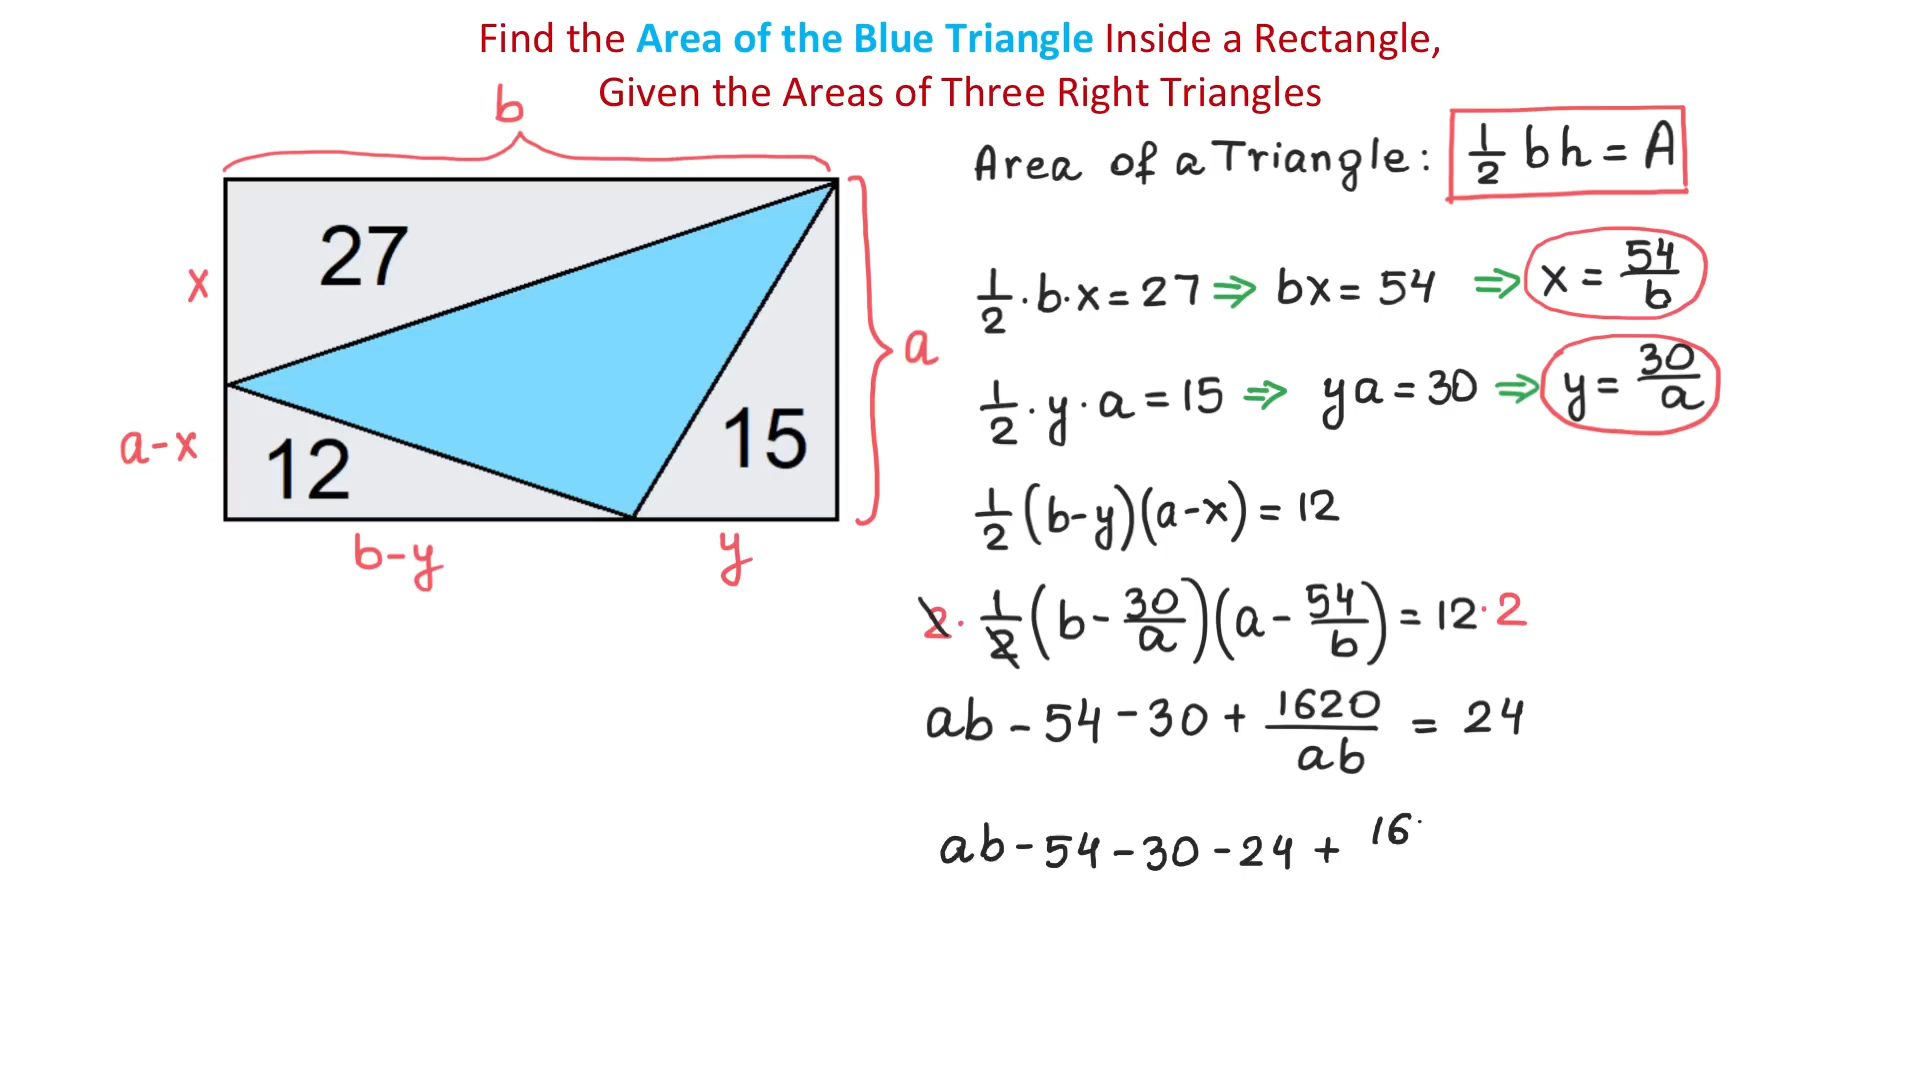 Find the Area of the Blue Triangle Inside a Rectangle,
Given the Areas of Three Right Triangles
b
27
x
a
a-x
12
15
b-y
y
Area of a Triangle: 1/2 bh = A
1/2 · b · x = 27 ⇒ bx = 54 ⇒ x = 54/b
1/2 · y · a = 15 ⇒ ya = 30 ⇒ y = 30/a
1/2 (b-y)(a-x) = 12
2 · 1/2 (b - 30/a)(a - 54/b) = 12 · 2
ab - 54 - 30 + 1620/ab = 24
ab - 54 - 30 - 24 + 16